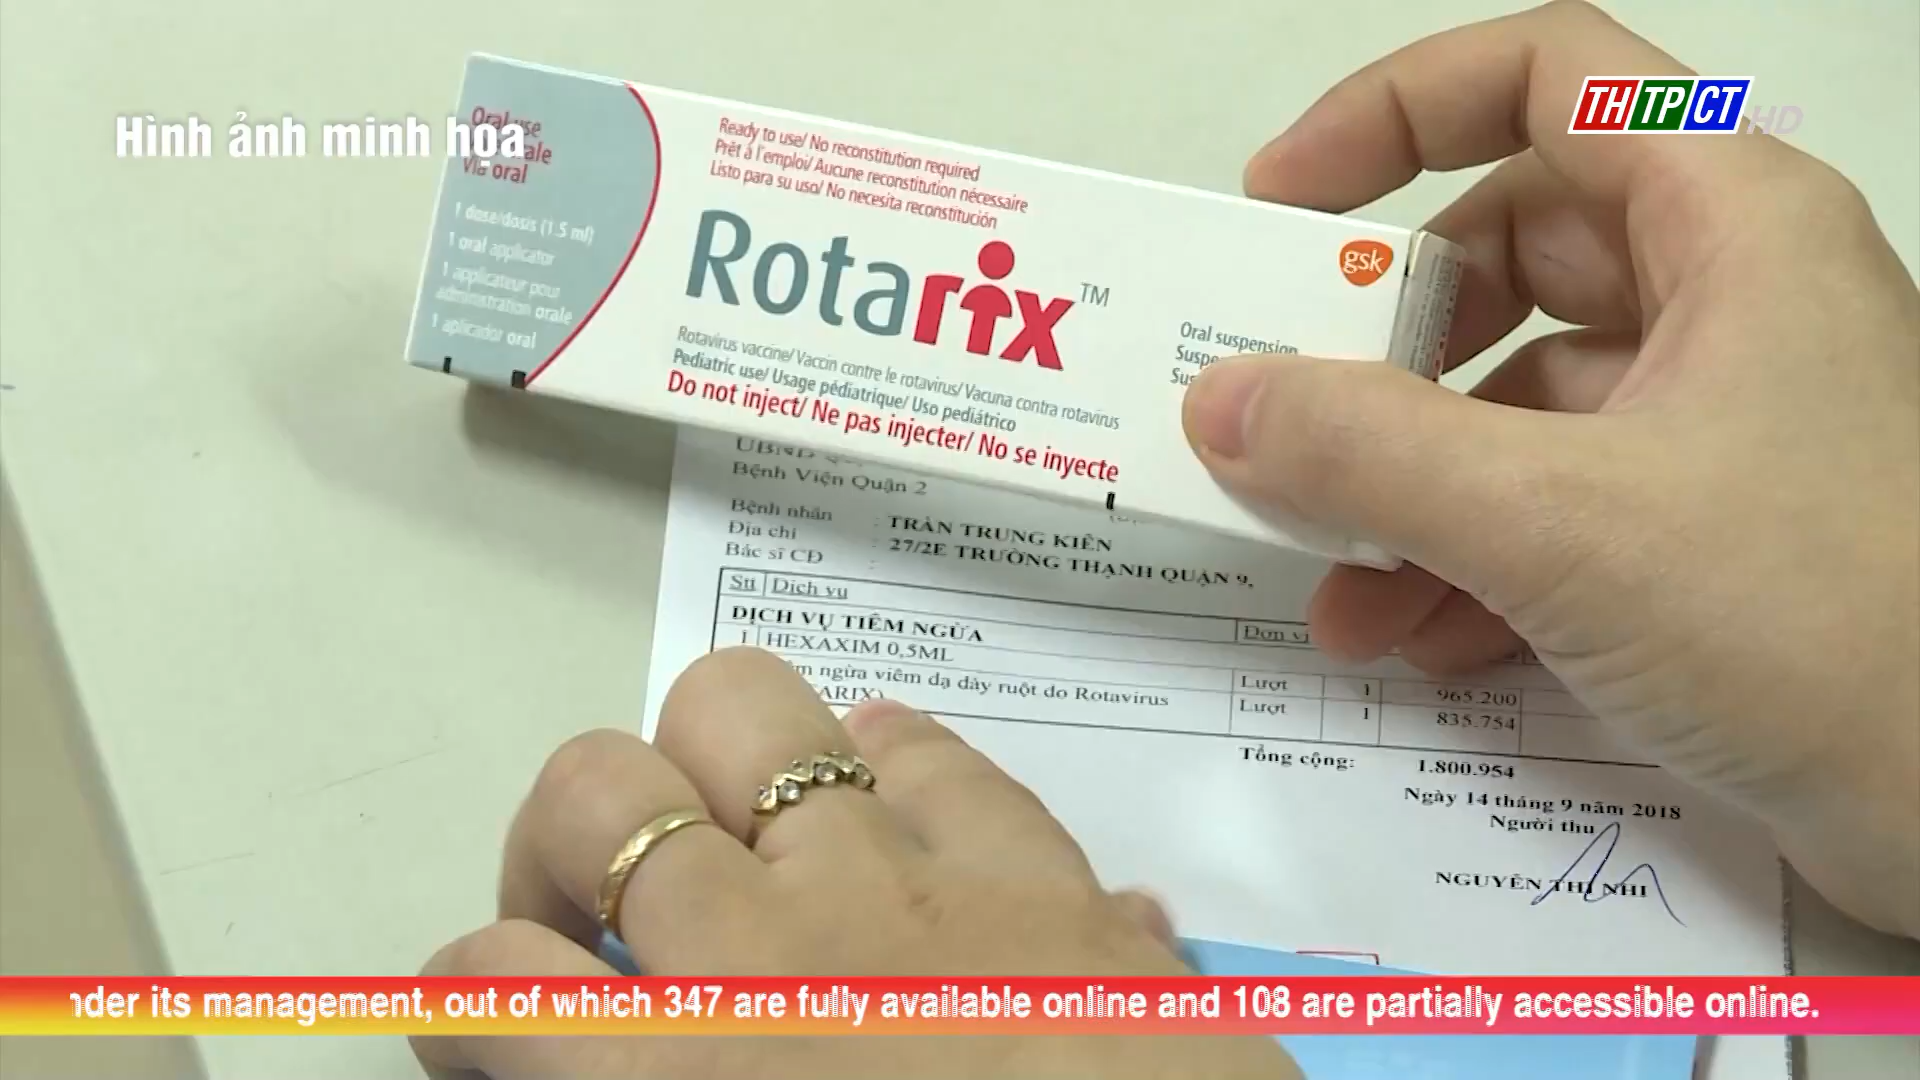 Hình ảnh minh họa
THTPCT HD
Oral use
Via oral
1 dose/dosis (1.5 ml)
1 oral applicator
1 applicateur pour
administration orale
1 aplicador oral
Ready to use/ No reconstitution required
Prêt à l'emploi/ Aucune reconstitution nécessaire
Listo para su uso/ No necesita reconstitución
Rotarix™
gsk
Oral suspension
Rotavirus vaccine/ Vaccin contre le rotavirus/ Vacuna contra rotavirus
Pediatric use/ Usage pédiatrique/ Uso pediátrico
Do not inject/ Ne pas injecter/ No se inyecte
UBND
Bệnh Viện Quận 2
Bệnh nhân : TRẦN TRUNG KIÊN
Địa chỉ : 27/2E TRƯỜNG THẠNH QUẬN 9,
Bác sĩ CĐ :
Stt Dịch vụ Đơn vị
DỊCH VỤ TIÊM NGỪA
1 HEXAXIM 0,5ML Lượt 1 965.200
ngừa viêm dạ dày ruột do Rotavirus Lượt 1 835.754
Tổng cộng: 1.800.954
Ngày 14 tháng 9 năm 2018
Người thu
NGUYỄN THỊ NHI
its management, out of which 347 are fully available online and 108 are partially accessible online.